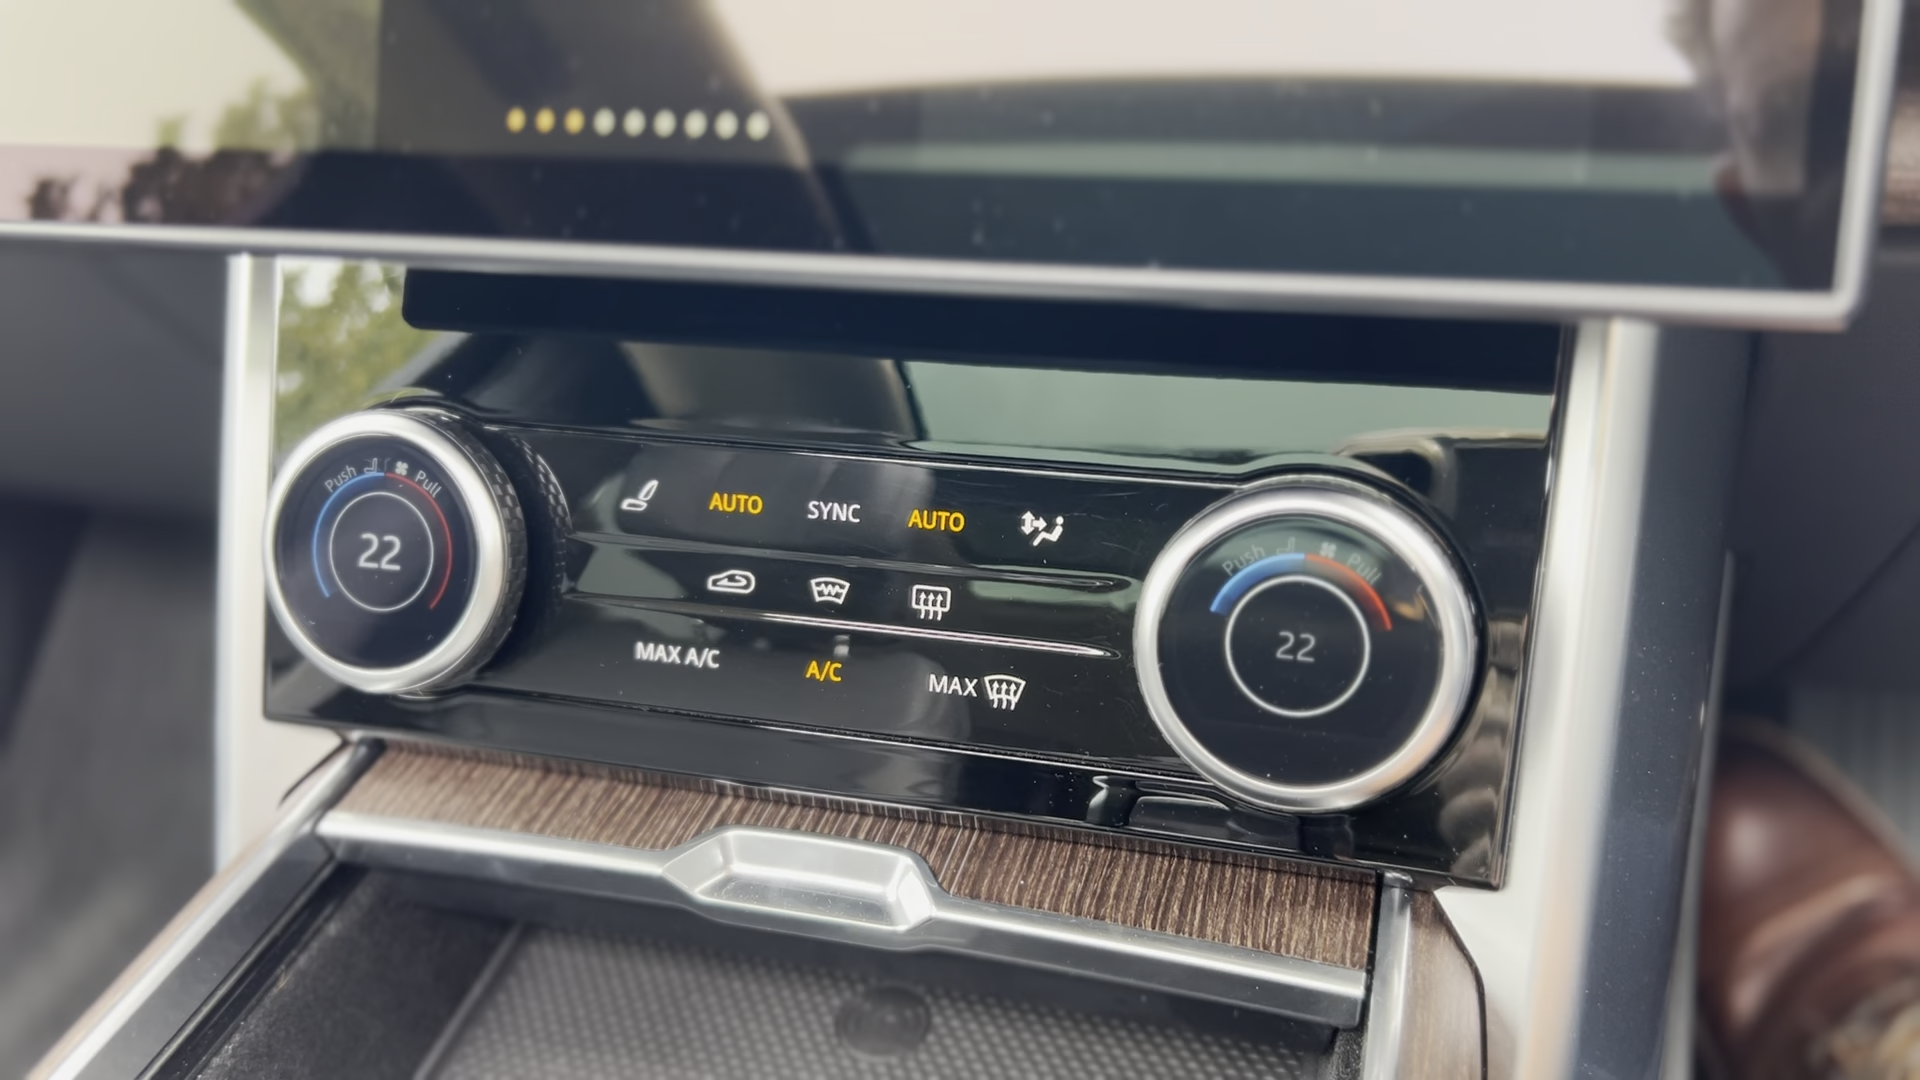 Push Pull
22
AUTO SYNC AUTO
MAX A/C A/C MAX
Push Pull
22